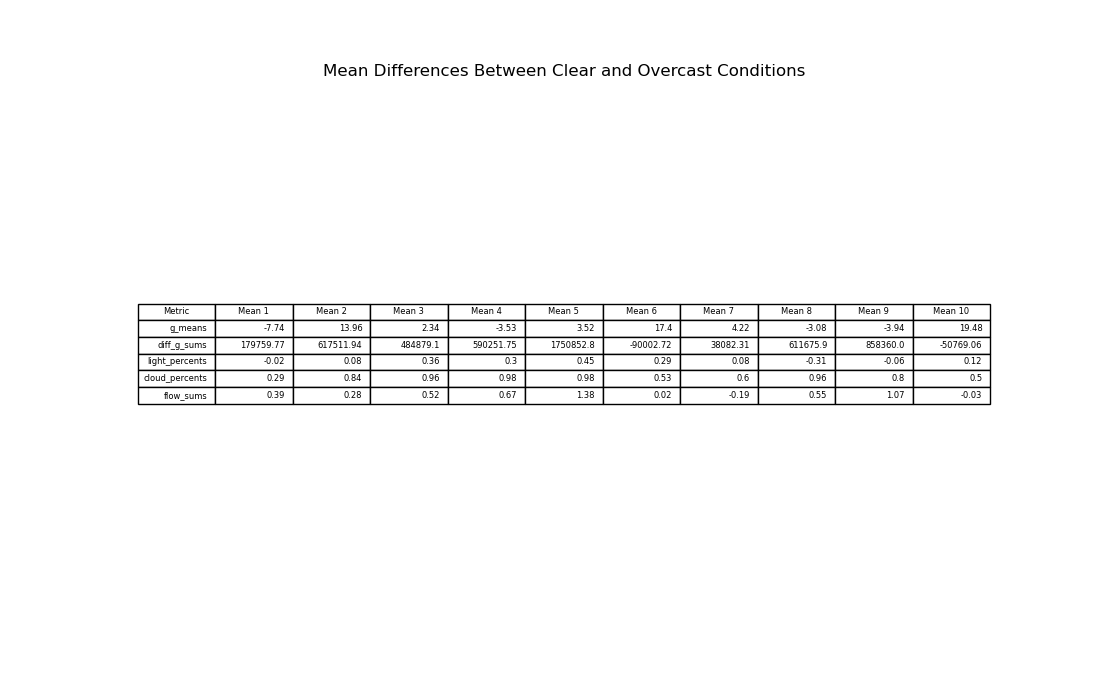 Mean Differences Between Clear and Overcast Conditions
Metric Mean 1 Mean 2 Mean 3 Mean 4 Mean 5 Mean 6 Mean 7 Mean 8 Mean 9 Mean 10
g_means -7.74 13.96 2.34 -3.53 3.52 17.4 4.22 -3.08 -3.94 19.48
diff_g_sums 179759.77 617511.94 484879.1 590251.75 1750852.8 -90002.72 38082.31 611675.9 858360.0 -50769.06
light_percents -0.02 0.08 0.36 0.3 0.45 0.29 0.08 -0.31 -0.06 0.12
cloud_percents 0.29 0.84 0.96 0.98 0.98 0.53 0.6 0.96 0.8 0.5
flow_sums 0.39 0.28 0.52 0.67 1.38 0.02 -0.19 0.55 1.07 -0.03